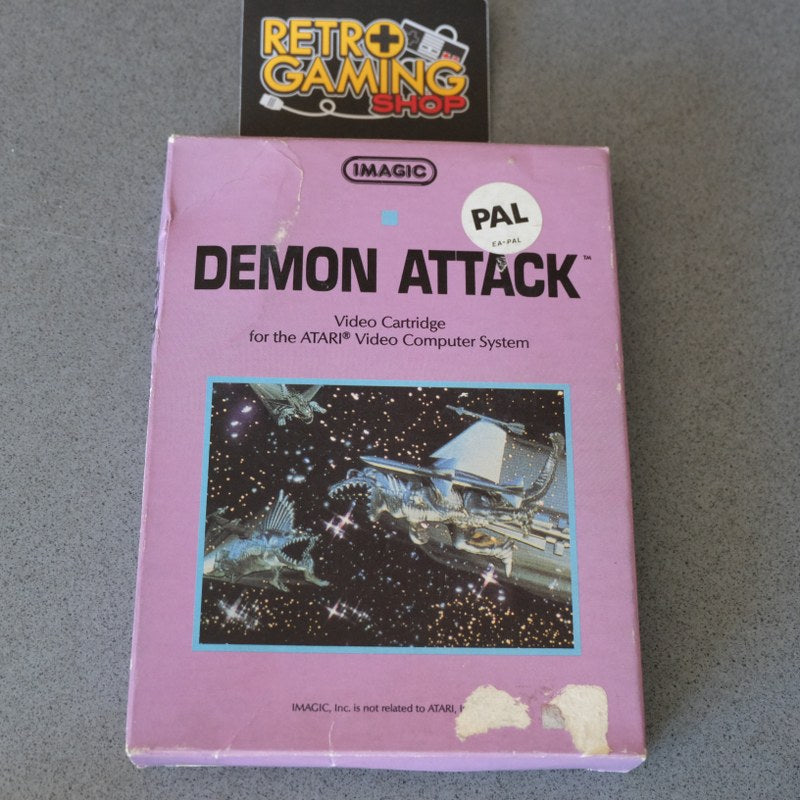 RETRO
GAMING
SHOP
IMAGIC
PAL
EA-PAL
DEMON ATTACK™
Video Cartridge
for the ATARI® Video Computer System
IMAGIC, Inc. is not related to ATARI,